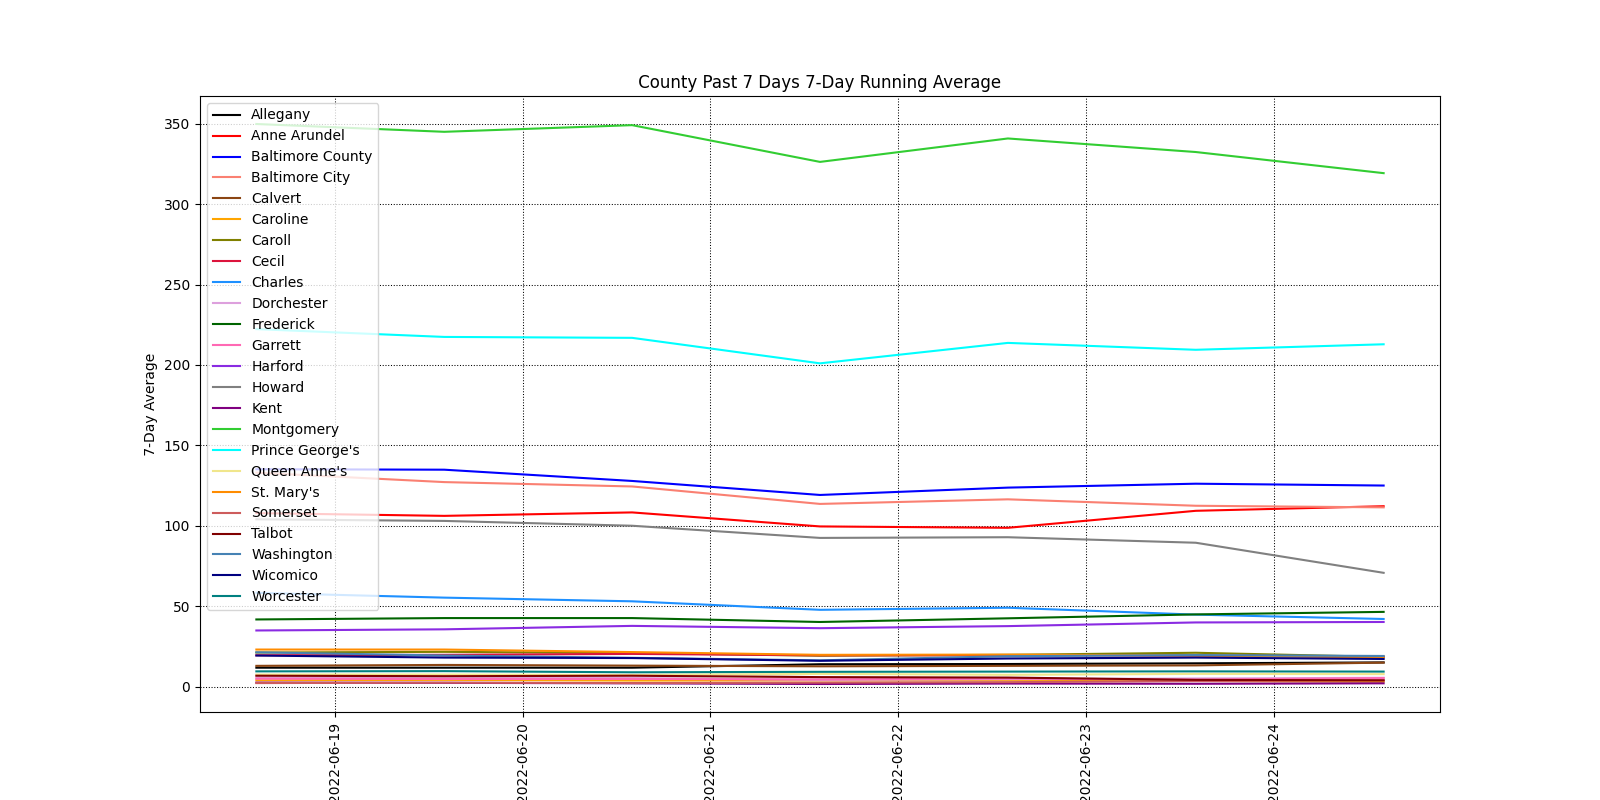 County Past 7 Days 7-Day Running Average
Allegany
Anne Arundel
Baltimore County
Baltimore City
Calvert
Caroline
Caroll
Cecil
Charles
Dorchester
Frederick
Garrett
Harford
Howard
Kent
Montgomery
Prince George's
Queen Anne's
St. Mary's
Somerset
Talbot
Washington
Wicomico
Worcester
7-Day Average
350
300
250
200
150
100
50
0
2022-06-19
2022-06-20
2022-06-21
2022-06-22
2022-06-23
2022-06-24